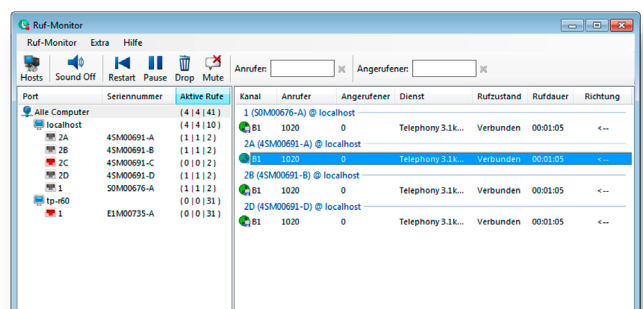 Ruf-Monitor
Ruf-Monitor Extra Hilfe
Hosts Sound Off Restart Pause Drop Mute Anrufer: Angerufener:
Port Seriennummer Aktive Rufe
Alle Computer (4|4|41)
localhost (4|4|10)
2A 4SM00691-A (1|1|2)
2B 4SM00691-B (1|1|2)
2C 4SM00691-C (0|0|2)
2D 4SM00691-D (1|1|2)
1 S0M00676-A (1|1|2)
tp-r60 (0|0|31)
1 E1M00735-A (0|0|31)
Kanal Anrufer Angerufener Dienst Rufzustand Rufdauer Richtung
1 (S0M00676-A) @ localhost
B1 1020 0 Telephony 3.1k... Verbunden 00:01:05 <--
2A (4SM00691-A) @ localhost
B1 1020 0 Telephony 3.1k... Verbunden 00:01:05 <--
2B (4SM00691-B) @ localhost
B1 1020 0 Telephony 3.1k... Verbunden 00:01:05 <--
2D (4SM00691-D) @ localhost
B1 1020 0 Telephony 3.1k... Verbunden 00:01:05 <--